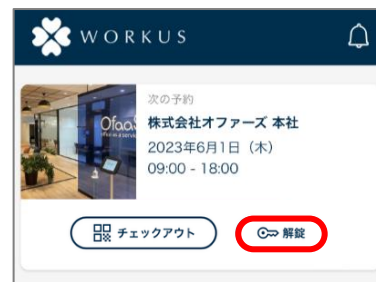 WORKUS
次の予約
OfaaS
株式会社オファーズ 本社
2023年6月1日（木）
09:00 - 18:00
チェックアウト
解錠